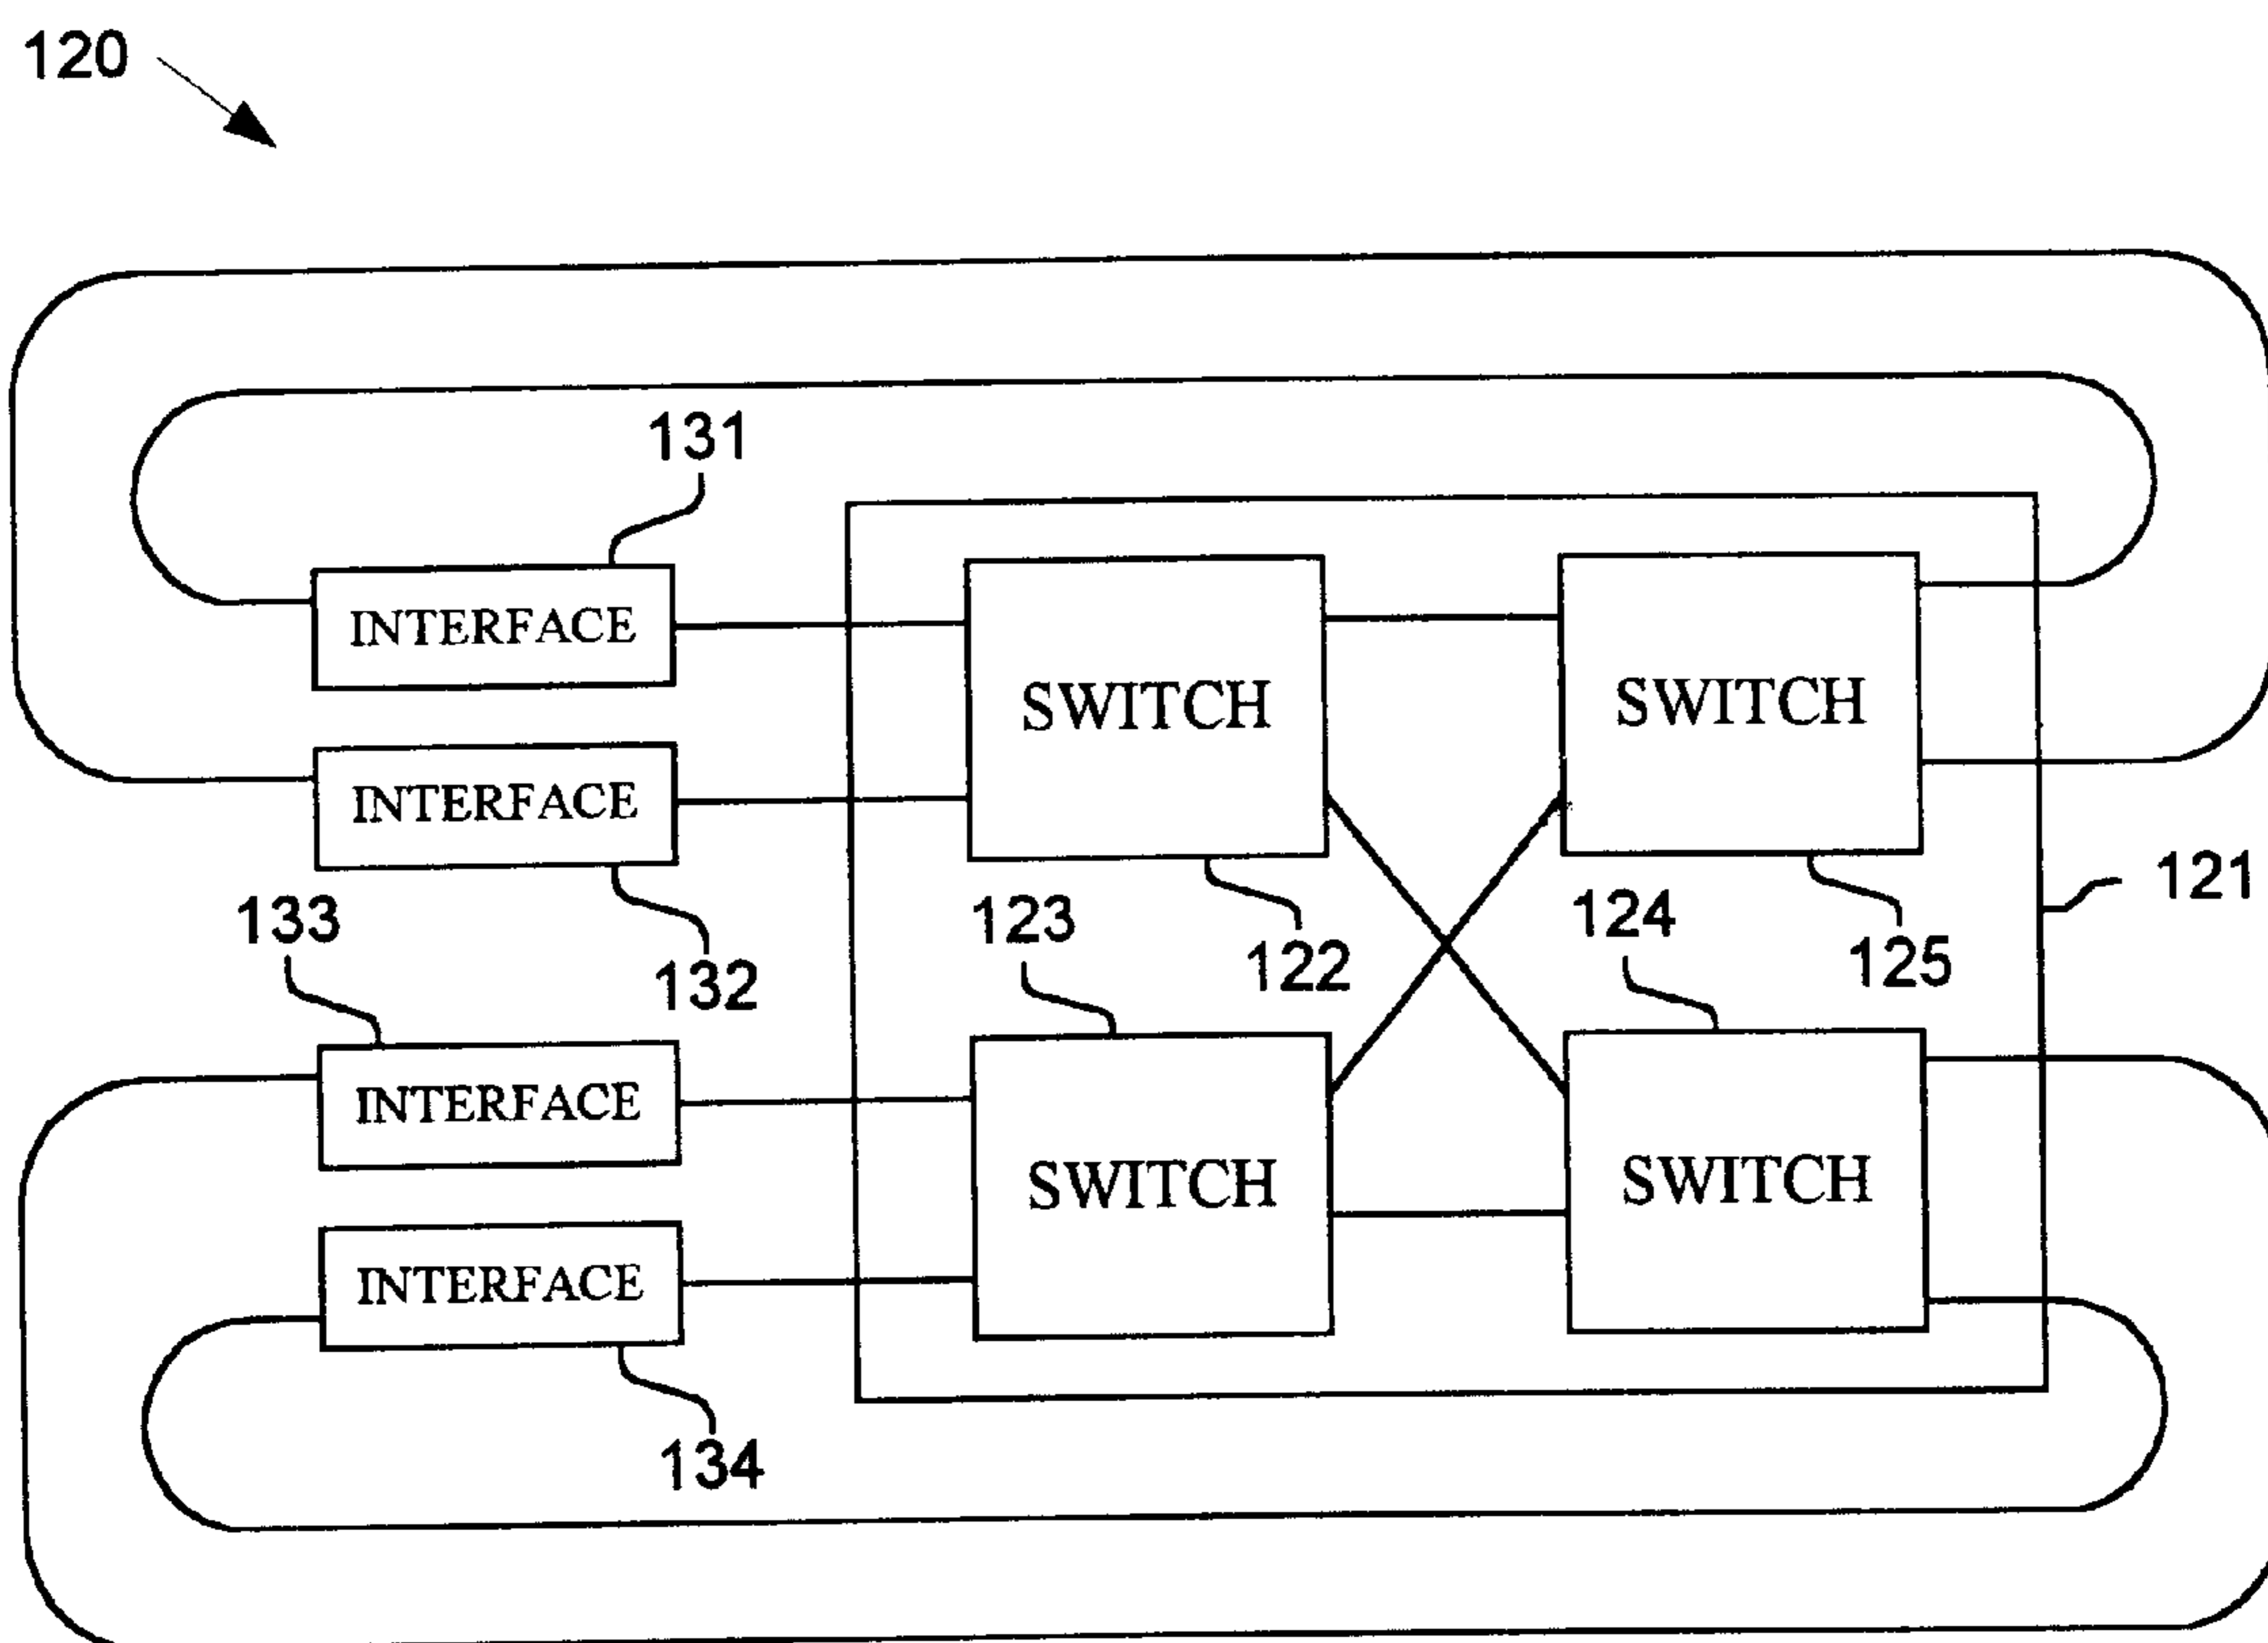 120
131
INTERFACE
SWITCH
SWITCH
INTERFACE
121
133
132
123
122
124
125
INTERFACE
SWITCH
SWITCH
INTERFACE
134